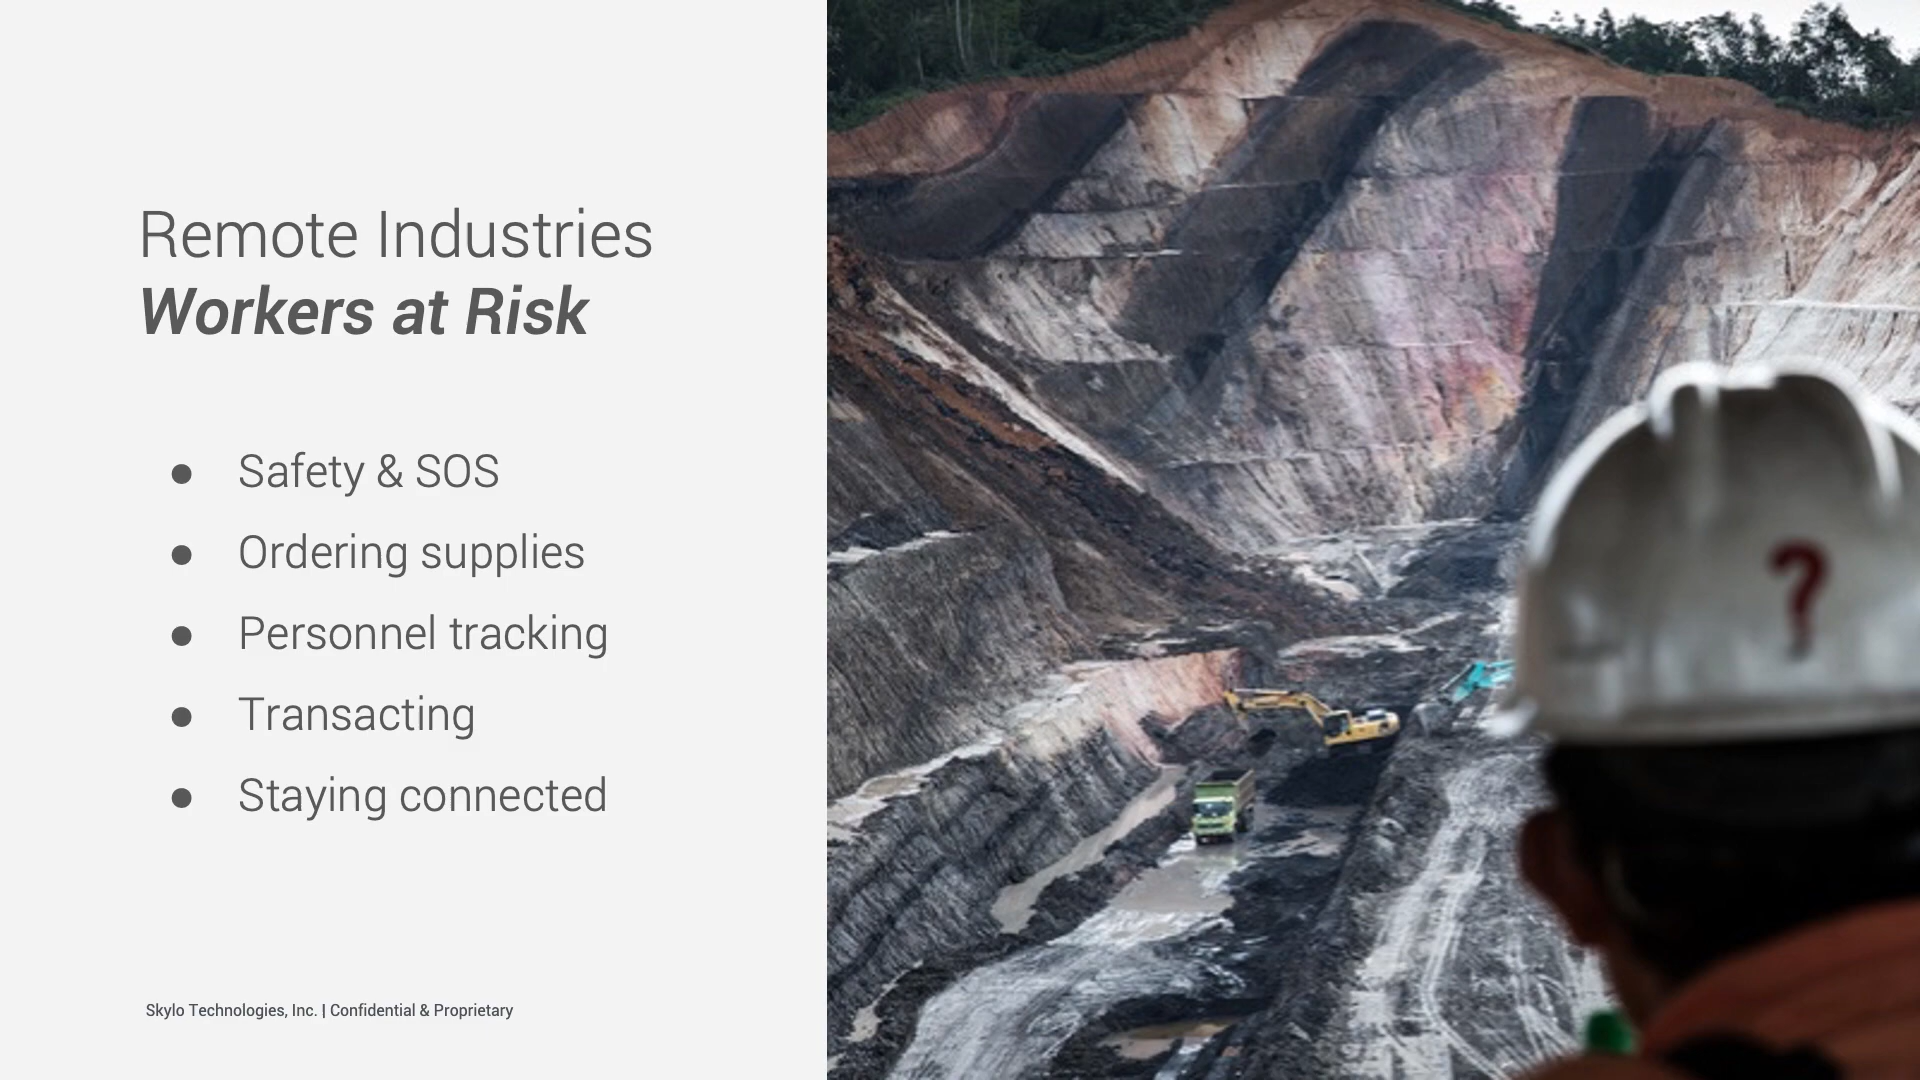 Remote Industries
Workers at Risk
● Safety & SOS
● Ordering supplies
● Personnel tracking
● Transacting
● Staying connected
?
Skylo Technologies, Inc. | Confidential & Proprietary